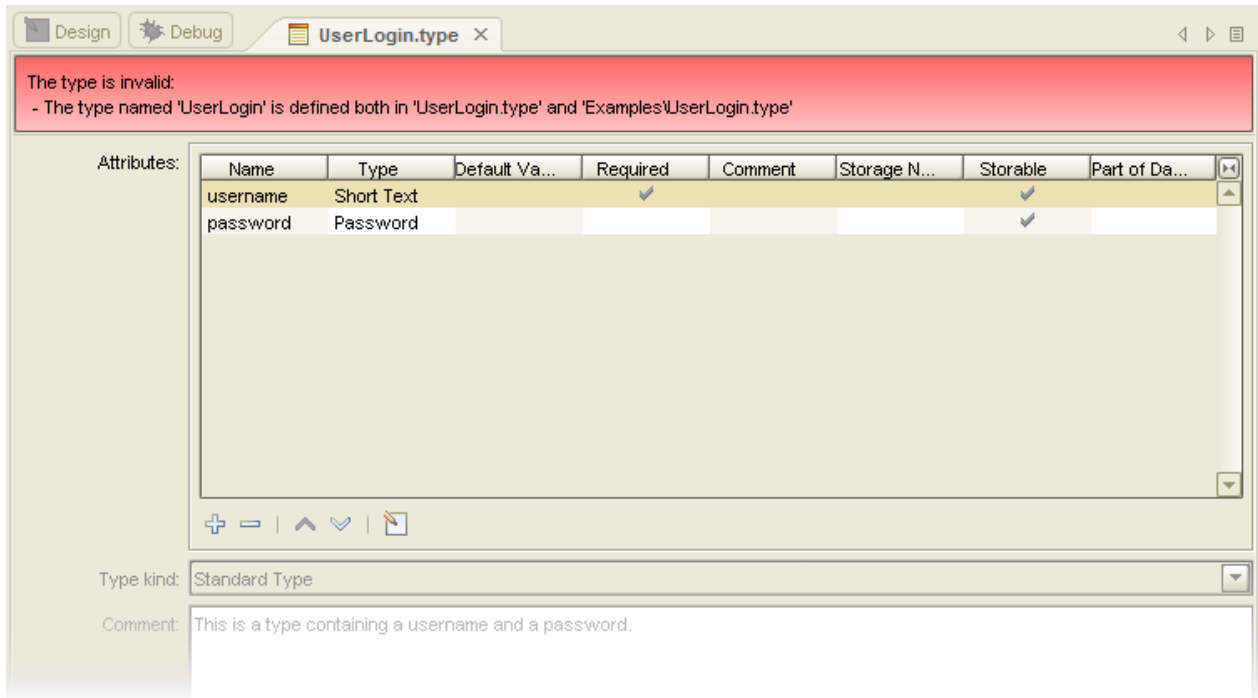 Design Debug UserLogin.type
The type is invalid:
- The type named 'UserLogin' is defined both in 'UserLogin.type' and 'Examples\UserLogin.type'
Attributes:
Name Type Default Va... Required Comment Storage N... Storable Part of Da...
username Short Text
password Password
Type kind: Standard Type
Comment: This is a type containing a username and a password.